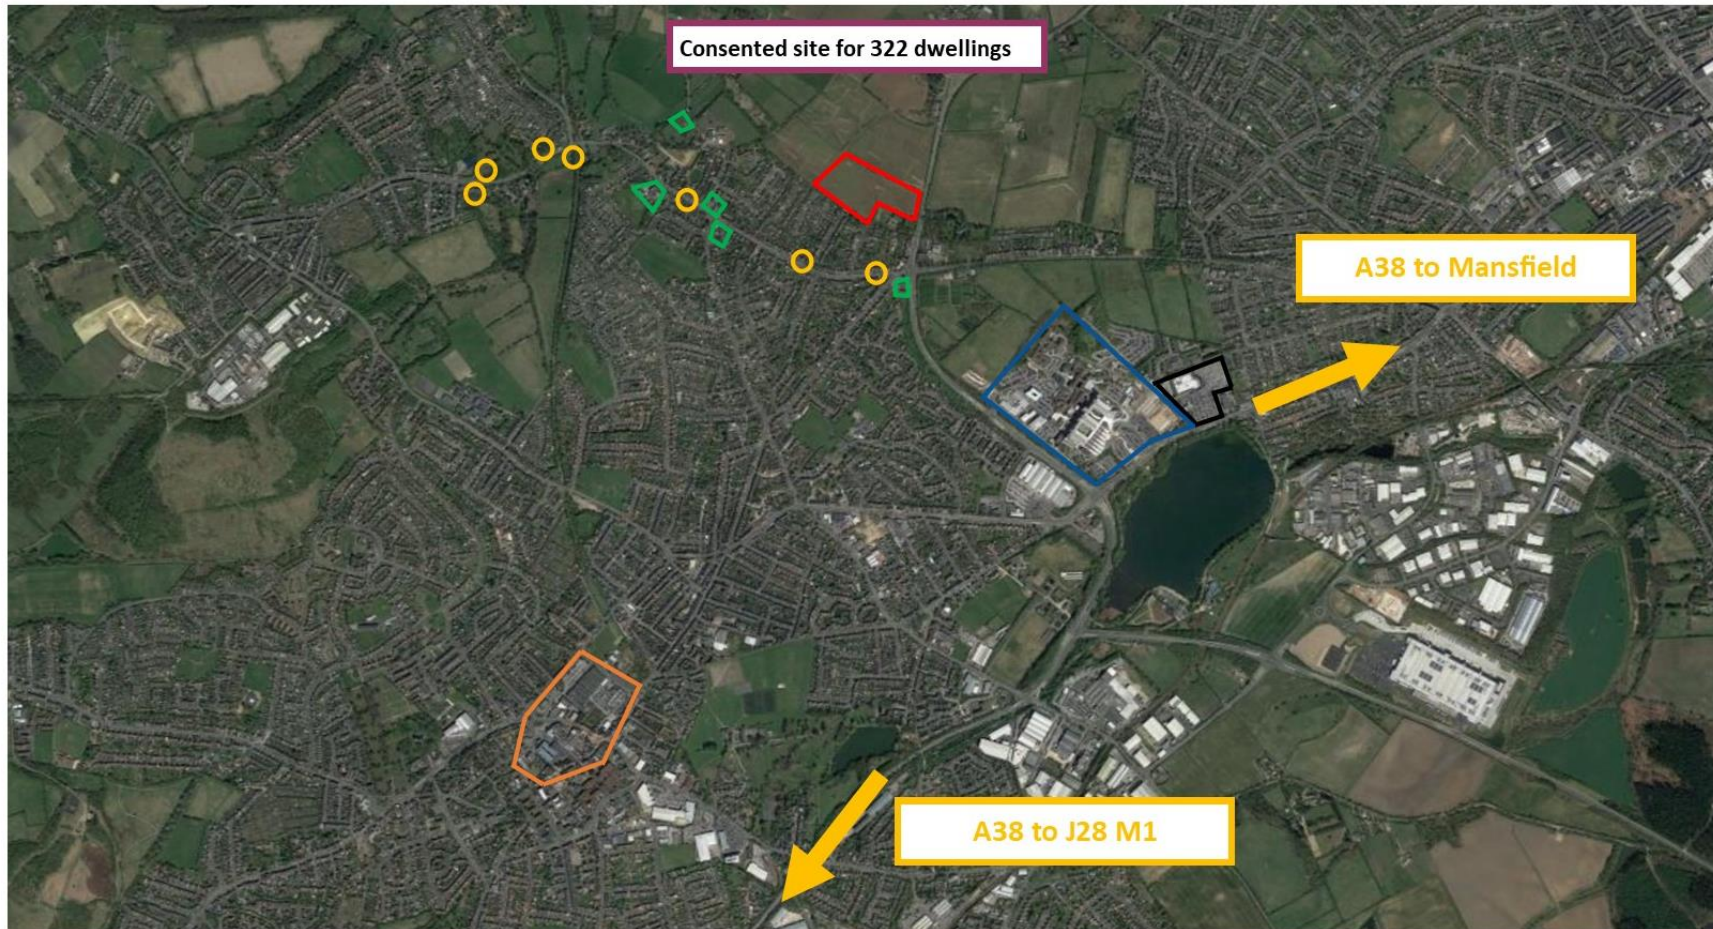 Consented site for 322 dwellings
A38 to Mansfield
A38 to J28 M1